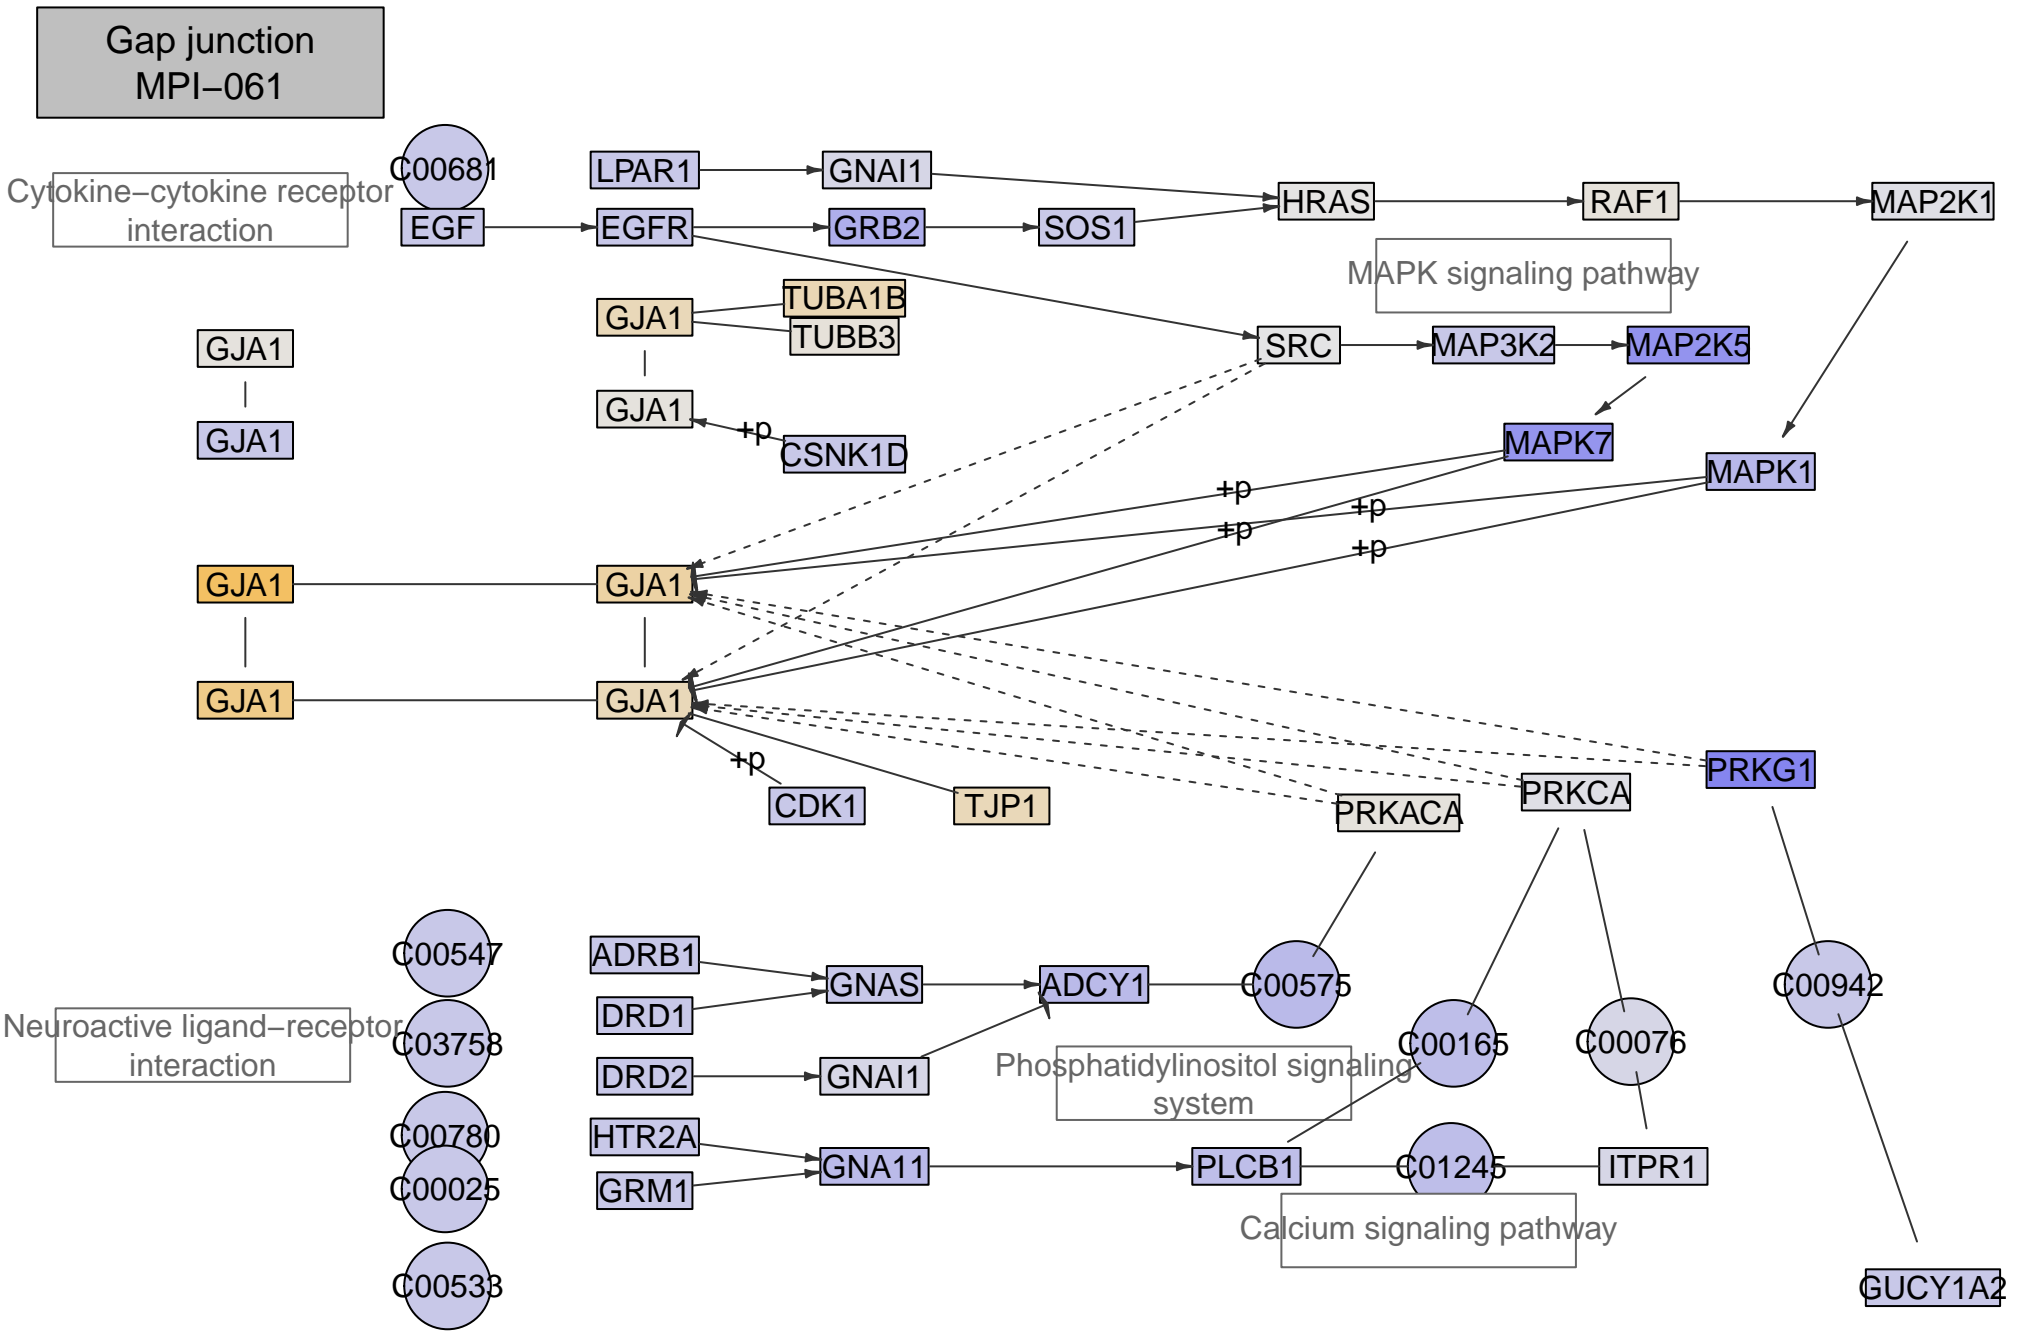 Gap junction
MPI−061
C00681
LPAR1
GNAI1
Cytokine−cytokine receptor
interaction
EGF
EGFR
GRB2
SOS1
HRAS
RAF1
MAP2K1
MAPK signaling pathway
TUBA1B
GJA1
TUBB3
GJA1
SRC
MAP3K2
MAP2K5
GJA1
GJA1
+p
CSNK1D
MAPK7
MAPK1
+p
+p
+p
+p
GJA1
GJA1
GJA1
GJA1
+p
CDK1
TJP1
PRKACA
PRKCA
PRKG1
C00547
ADRB1
GNAS
ADCY1
C00575
C00942
DRD1
Neuroactive ligand−receptor
interaction
C03758
C00165
C00076
DRD2
GNAI1
Phosphatidylinositol signaling
system
C00780
HTR2A
GNA11
PLCB1
C01245
ITPR1
C00025
GRM1
Calcium signaling pathway
C00533
GUCY1A2